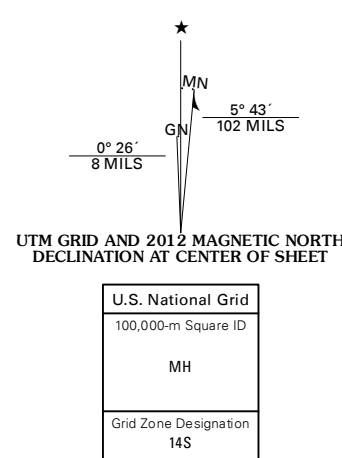 ★
MN
5° 43´
102 MILS
GN
0° 26´
8 MILS
UTM GRID AND 2012 MAGNETIC NORTH
DECLINATION AT CENTER OF SHEET
U.S. National Grid
100,000-m Square ID
MH
Grid Zone Designation
14S